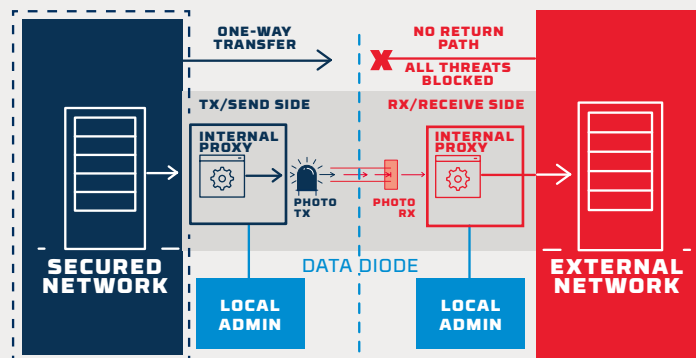 ONE-WAY
TRANSFER
NO RETURN
PATH
X
ALL THREATS
BLOCKED
TX/SEND SIDE
RX/RECEIVE SIDE
INTERNAL
PROXY
INTERNAL
PROXY
PHOTO
TX
PHOTO
RX
SECURED
NETWORK
DATA DIODE
EXTERNAL
NETWORK
LOCAL
ADMIN
LOCAL
ADMIN